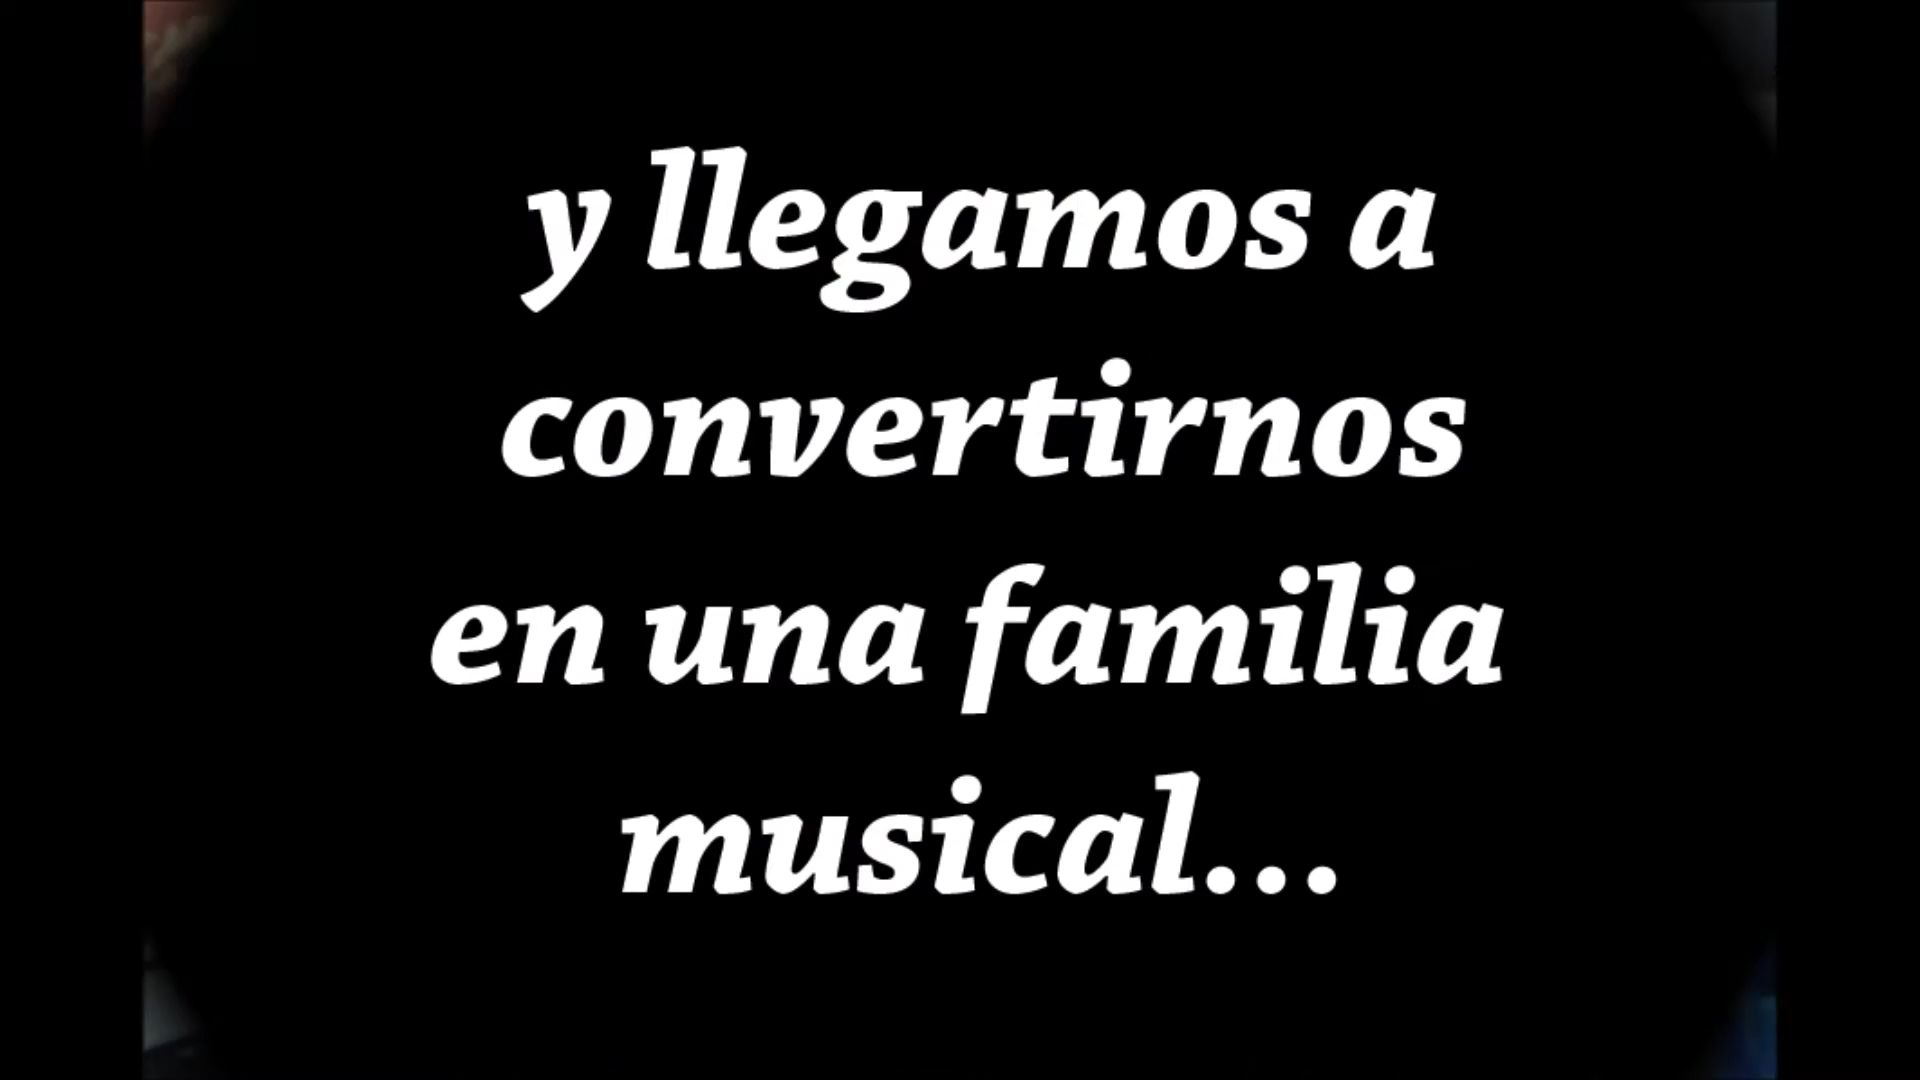 y llegamos a
convertirnos
en una familia
musical...